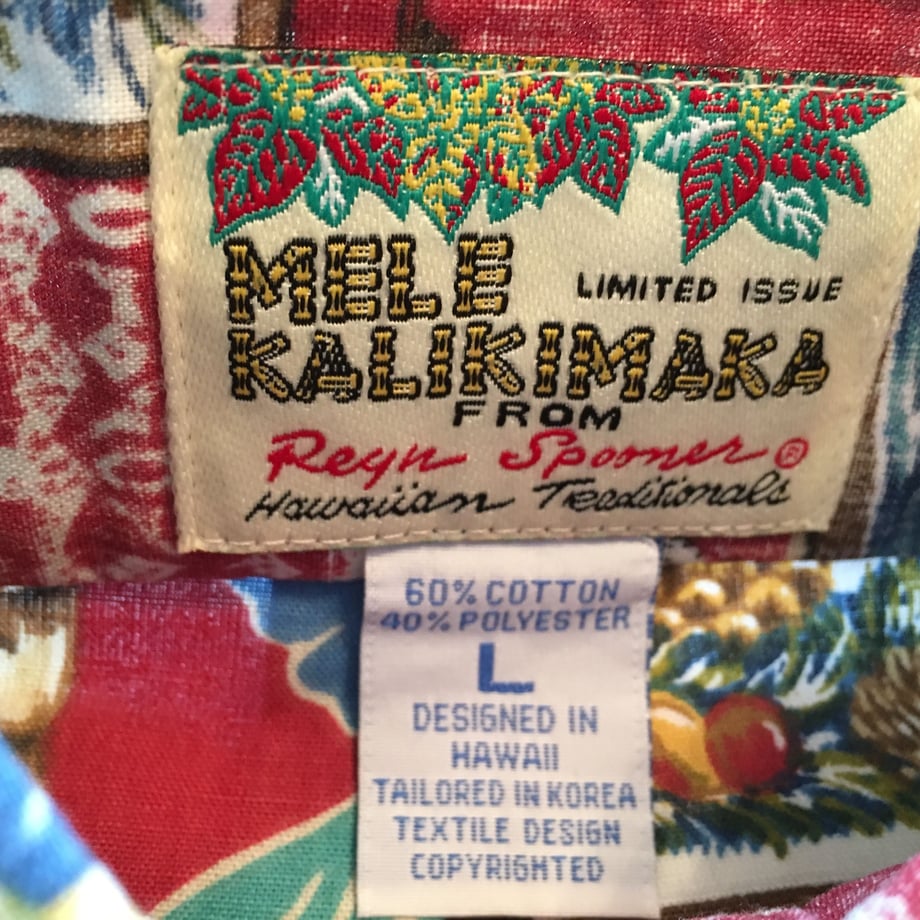 MELE
LIMITED ISSUE
KALIKIMAKA
FROM
Reyn Spooner®
Hawaiian Traditionals
60% COTTON
40% POLYESTER
L
DESIGNED IN
HAWAII
TAILORED IN KOREA
TEXTILE DESIGN
COPYRIGHTED